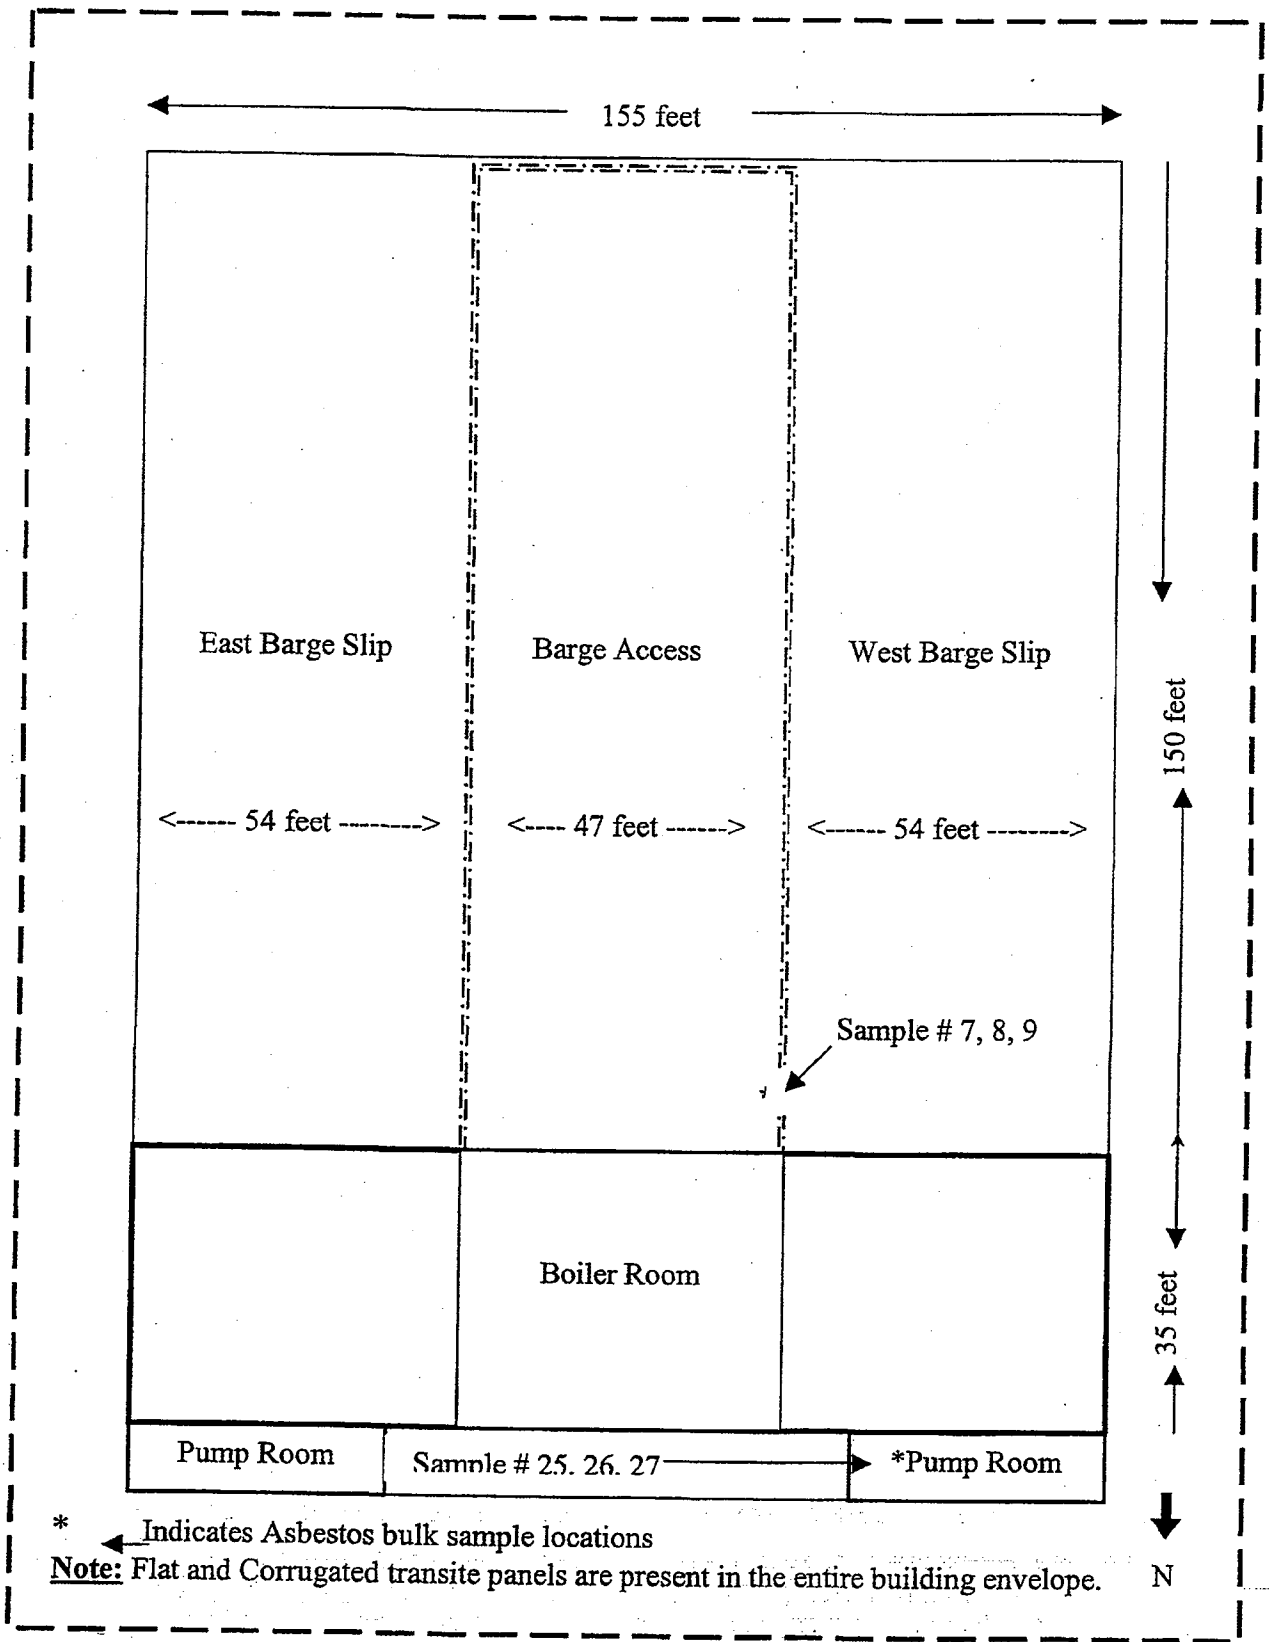 155 feet
East Barge Slip
Barge Access
West Barge Slip
150 feet
<------ 54 feet -------->
<---- 47 feet ------>
<------ 54 feet -------->
Sample # 7, 8, 9
Boiler Room
35 feet
Pump Room
Sample # 25, 26, 27
*Pump Room
* Indicates Asbestos bulk sample locations
Note: Flat and Corrugated transite panels are present in the entire building envelope.
N